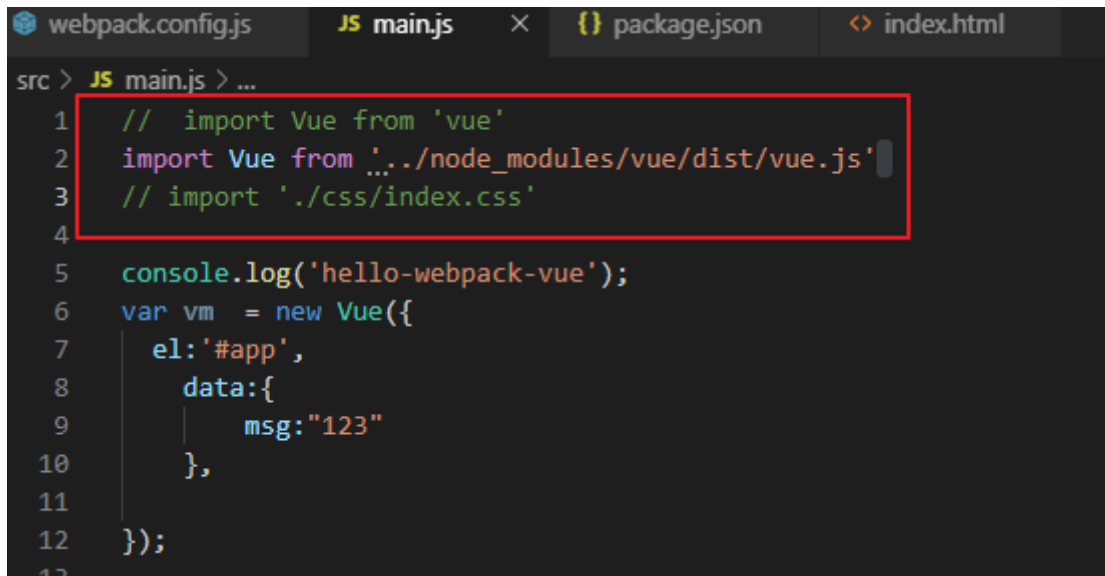 webpack.config.js JS main.js × {} package.json <> index.html
src > JS main.js > ...
1 //  import Vue from 'vue'
2 import Vue from '../node_modules/vue/dist/vue.js'
3 // import './css/index.css'
4
5 console.log('hello-webpack-vue');
6 var vm  = new Vue({
7   el:'#app',
8     data:{
9         msg:"123"
10     },
11
12 });
13